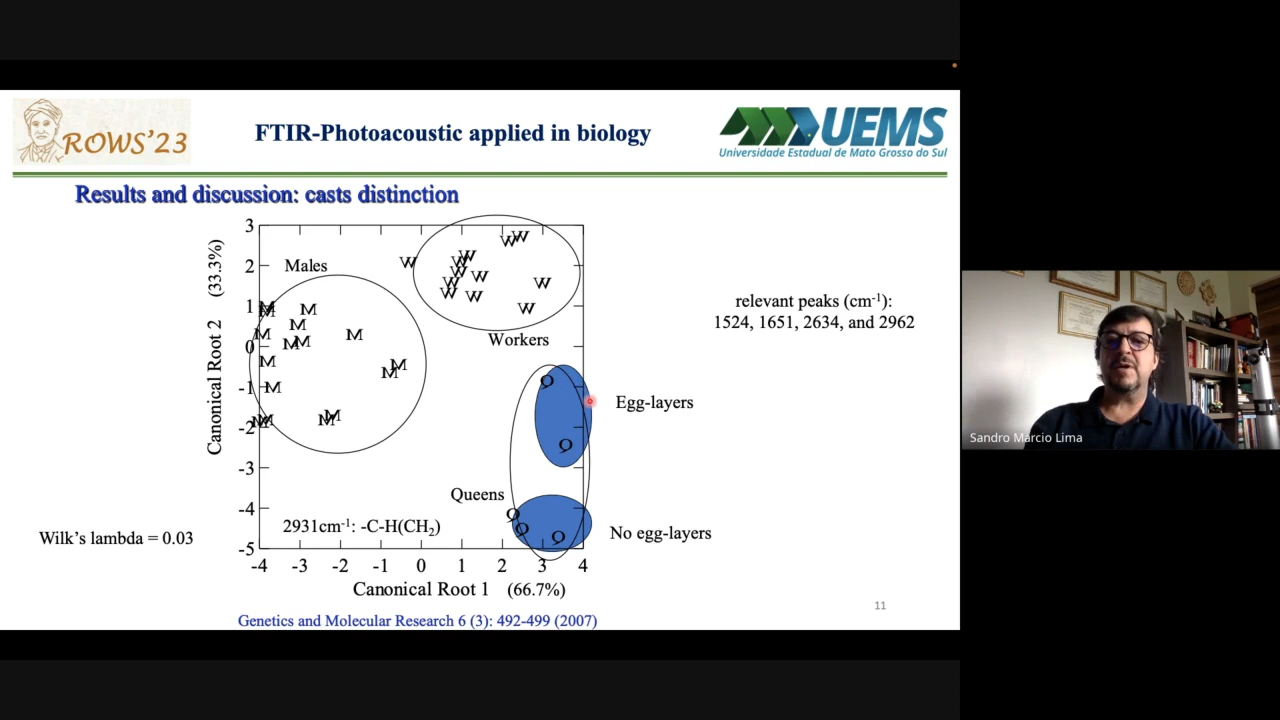 ROWS'23
FTIR-Photoacoustic applied in biology
UEMS
Universidade Estadual de Mato Grosso do Sul
Results and discussion: casts distinction
3
2
1
0
-1
-2
-3
-4
-5
Canonical Root 2 (33.3%)
Males
M M M M M M M M M M M M M M M M M M
W W W W W W W W W W W W W
Workers
relevant peaks (cm-1):
1524, 1651, 2634, and 2962
Q
Egg-layers
Q
Queens
Q Q Q
No egg-layers
2931cm-1: -C-H(CH2)
Wilk's lambda = 0.03
-4 -3 -2 -1 0 1 2 3 4
Canonical Root 1 (66.7%)
Genetics and Molecular Research 6 (3): 492-499 (2007)
11
Sandro Marcio Lima